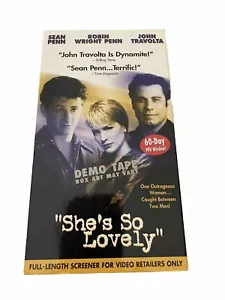 SEAN PENN
ROBIN WRIGHT PENN
JOHN TRAVOLTA
"John Travolta Is Dynamite!"
- Rolling Stone
"Sean Penn...Terrific!"
- Time Magazine
60-Day
PPV Window!
DEMO TAPE
BOX ART MAY VARY
One Outrageous
Woman...
Caught Between
Two Men!
"She's So
Lovely"
FULL-LENGTH SCREENER FOR VIDEO RETAILERS ONLY